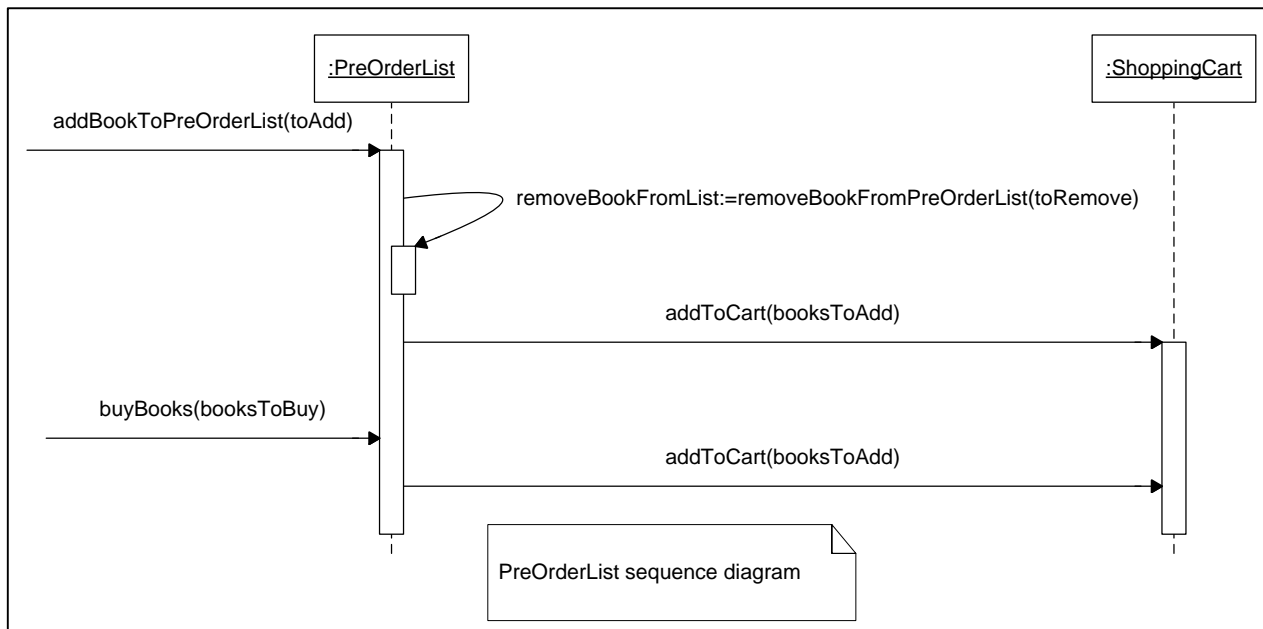 :PreOrderList
:ShoppingCart
addBookToPreOrderList(toAdd)
removeBookFromList:=removeBookFromPreOrderList(toRemove)
addToCart(booksToAdd)
buyBooks(booksToBuy)
addToCart(booksToAdd)
PreOrderList sequence diagram